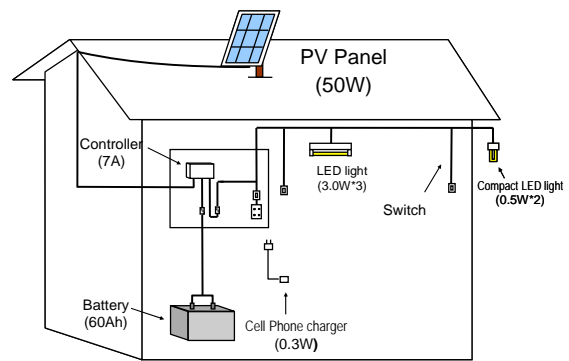 PV Panel
(50W)
Controller
(7A)
LED light
(3.0W*3)
Switch
Compact LED light
(0.5W*2)
Battery
(60Ah)
Cell Phone charger
(0.3W)